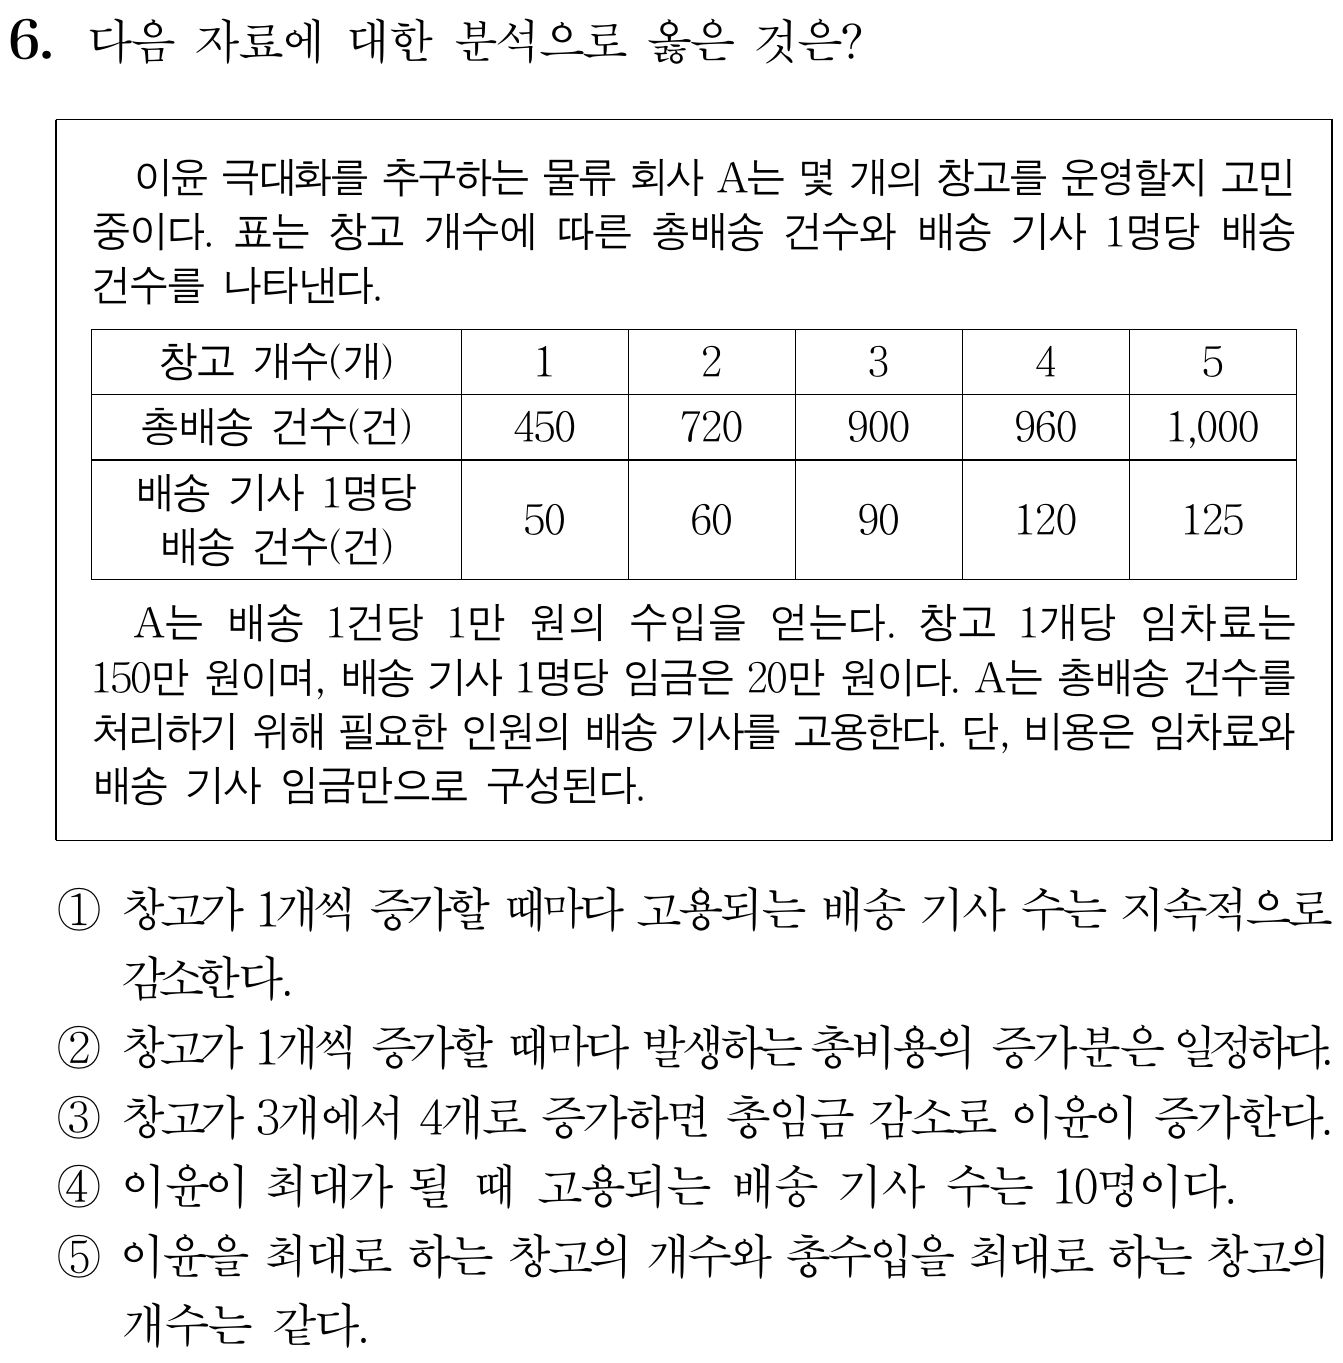 6. 다음 자료에 대한 분석으로 옳은 것은?
이윤 극대화를 추구하는 물류 회사 A는 몇 개의 창고를 운영할지 고민
중이다. 표는 창고 개수에 따른 총배송 건수와 배송 기사 1명당 배송
건수를 나타낸다.
창고 개수(개) 1 2 3 4 5
총배송 건수(건) 450 720 900 960 1,000
배송 기사 1명당
배송 건수(건) 50 60 90 120 125
A는 배송 1건당 1만 원의 수입을 얻는다. 창고 1개당 임차료는
150만 원이며, 배송 기사 1명당 임금은 20만 원이다. A는 총배송 건수를
처리하기 위해 필요한 인원의 배송 기사를 고용한다. 단, 비용은 임차료와
배송 기사 임금만으로 구성된다.
① 창고가 1개씩 증가할 때마다 고용되는 배송 기사 수는 지속적으로
감소한다.
② 창고가 1개씩 증가할 때마다 발생하는 총비용의 증가분은 일정하다.
③ 창고가 3개에서 4개로 증가하면 총임금 감소로 이윤이 증가한다.
④ 이윤이 최대가 될 때 고용되는 배송 기사 수는 10명이다.
⑤ 이윤을 최대로 하는 창고의 개수와 총수입을 최대로 하는 창고의
개수는 같다.